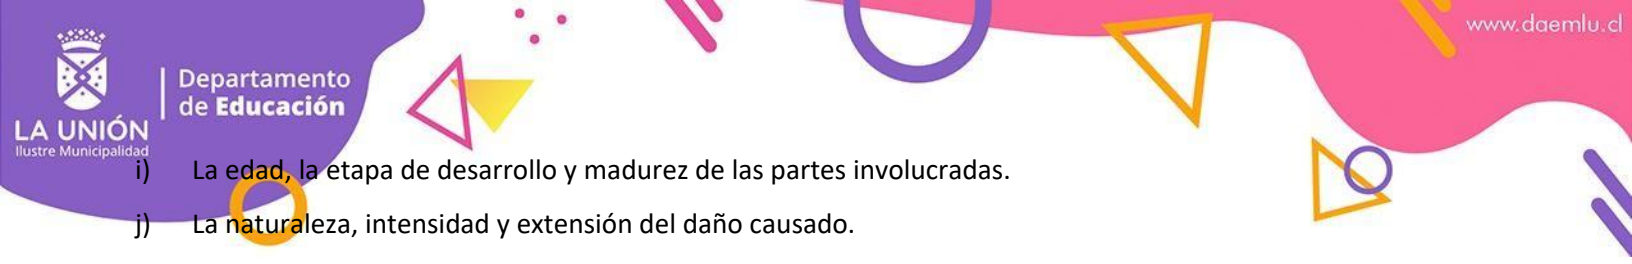 www.daemlu.cl
Departamento
de Educación
LA UNIÓN
Ilustre Municipalidad
i) La edad, la etapa de desarrollo y madurez de las partes involucradas.
j) La naturaleza, intensidad y extensión del daño causado.